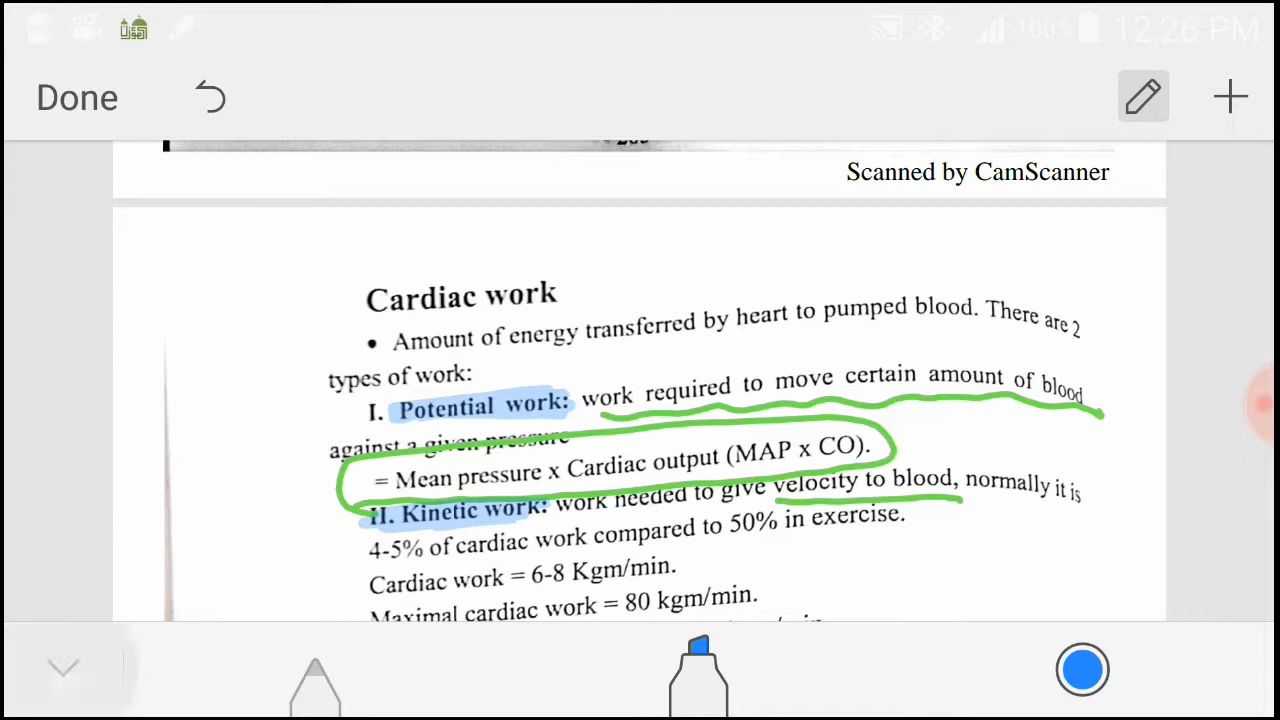 12.26 PM
Done
Scanned by CamScanner
Cardiac work
• Amount of energy transferred by heart to pumped blood. There are 2
types of work:
I. Potential work: work required to move certain amount of blood
against a given pressure
= Mean pressure x Cardiac output (MAP x CO).
II. Kinetic work: work needed to give velocity to blood, normally it is
4-5% of cardiac work compared to 50% in exercise.
Cardiac work = 6-8 Kgm/min.
Maximal cardiac work = 80 kgm/min.